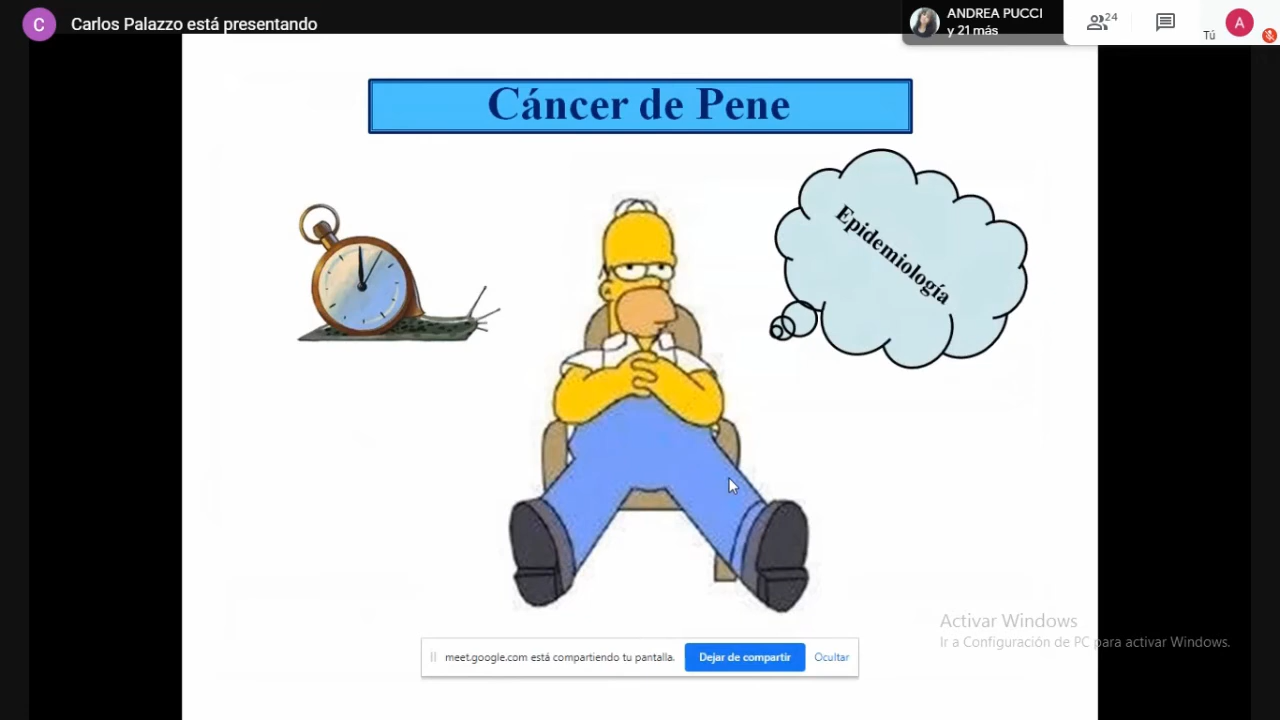 C
Carlos Palazzo está presentando
ANDREA PUCCI
y 21 más
24
A
Tú
Cáncer de Pene
Epidemiología
Activar Windows
Ir a Configuración de PC para activar Windows.
meet.google.com está compartiendo tu pantalla.
Dejar de compartir
Ocultar